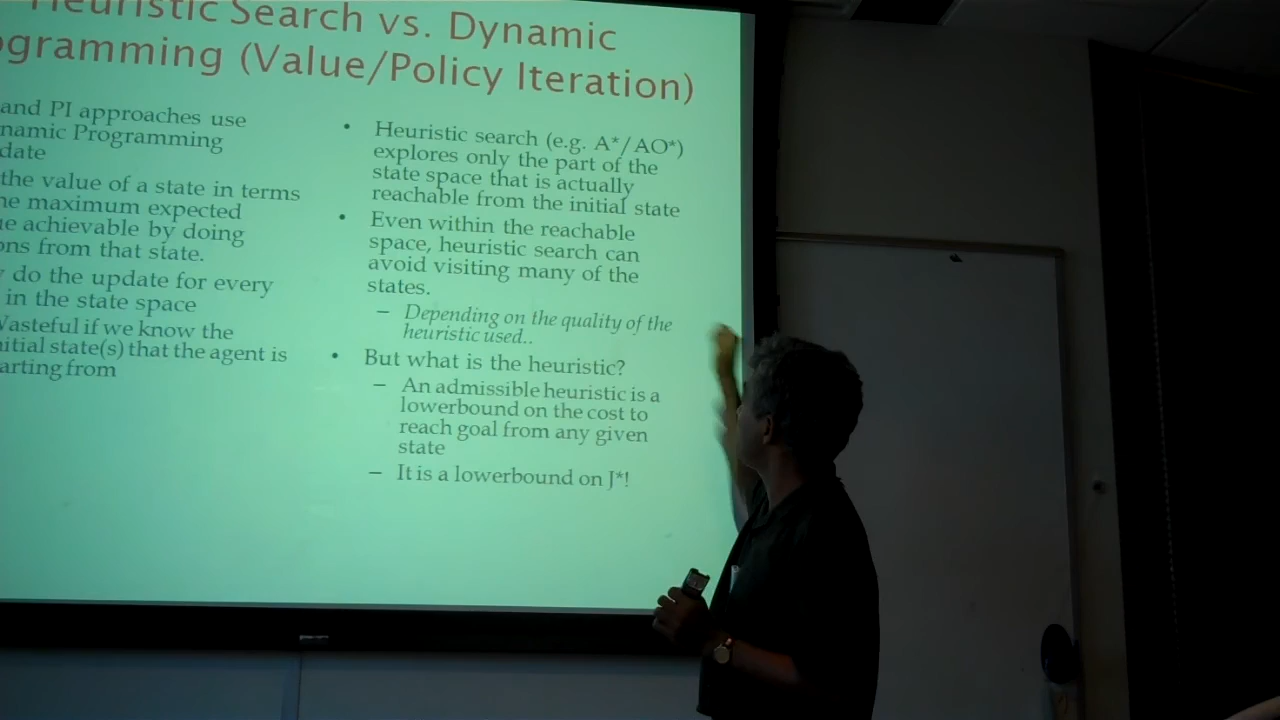 Heuristic Search vs. Dynamic
ogramming (Value/Policy Iteration)
and PI approaches use
namic Programming
date
the value of a state in terms
he maximum expected
e achievable by doing
ons from that state.
do the update for every
in the state space
Wasteful if we know the
nitial state(s) that the agent is
arting from
• Heuristic search (e.g. A*/AO*)
explores only the part of the
state space that is actually
reachable from the initial state
• Even within the reachable
space, heuristic search can
avoid visiting many of the
states.
– Depending on the quality of the
heuristic used..
• But what is the heuristic?
– An admissible heuristic is a
lowerbound on the cost to
reach goal from any given
state
– It is a lowerbound on J*!